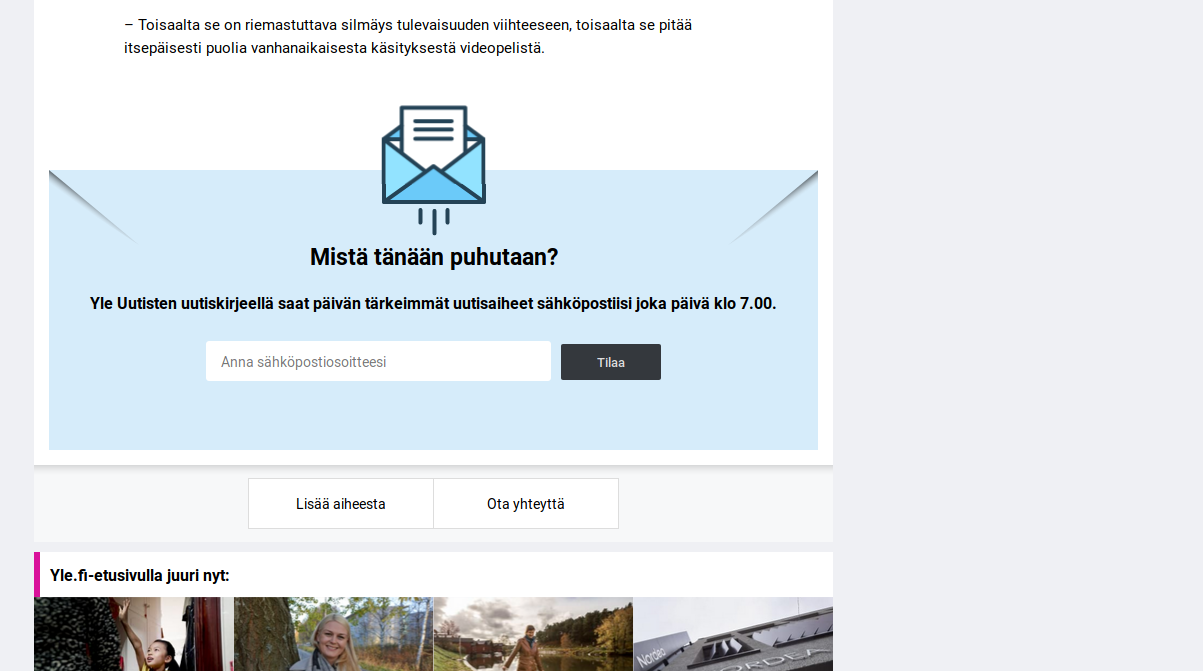 – Toisaalta se on riemastuttava silmäys tulevaisuuden viihteeseen, toisaalta se pitää
itsepäisesti puolia vanhanaikaisesta käsityksestä videopelistä.
Mistä tänään puhutaan?
Yle Uutisten uutiskirjeellä saat päivän tärkeimmät uutisaiheet sähköpostiisi joka päivä klo 7.00.
Anna sähköpostiosoitteesi
Tilaa
Lisää aiheesta
Ota yhteyttä
Yle.fi-etusivulla juuri nyt:
Nordea
NORDEA